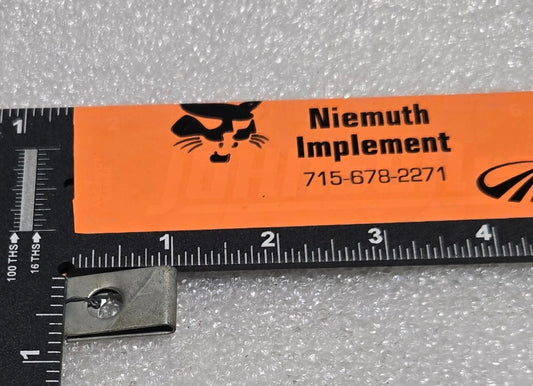 1
Niemuth
Implement
715-678-2271
100 THS
16 THS
1 2 3 4
1